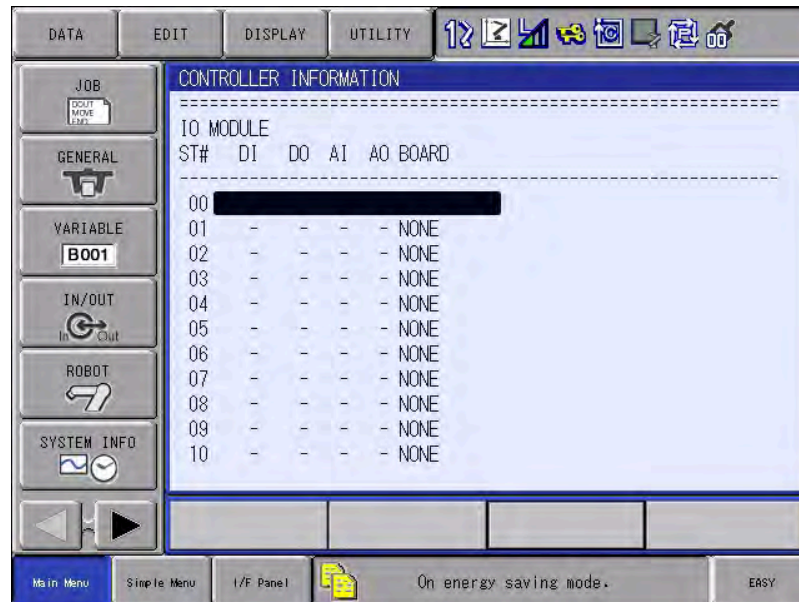 DATA EDIT DISPLAY UTILITY
JOB
DOUT
MOVE
END
GENERAL
VARIABLE
B001
IN/OUT
In Out
ROBOT
SYSTEM INFO
CONTROLLER INFORMATION
IO MODULE
ST# DI DO AI AO BOARD
00
01 - - - - NONE
02 - - - - NONE
03 - - - - NONE
04 - - - - NONE
05 - - - - NONE
06 - - - - NONE
07 - - - - NONE
08 - - - - NONE
09 - - - - NONE
10 - - - - NONE
Main Menu Simple Menu I/F Panel On energy saving mode. EASY